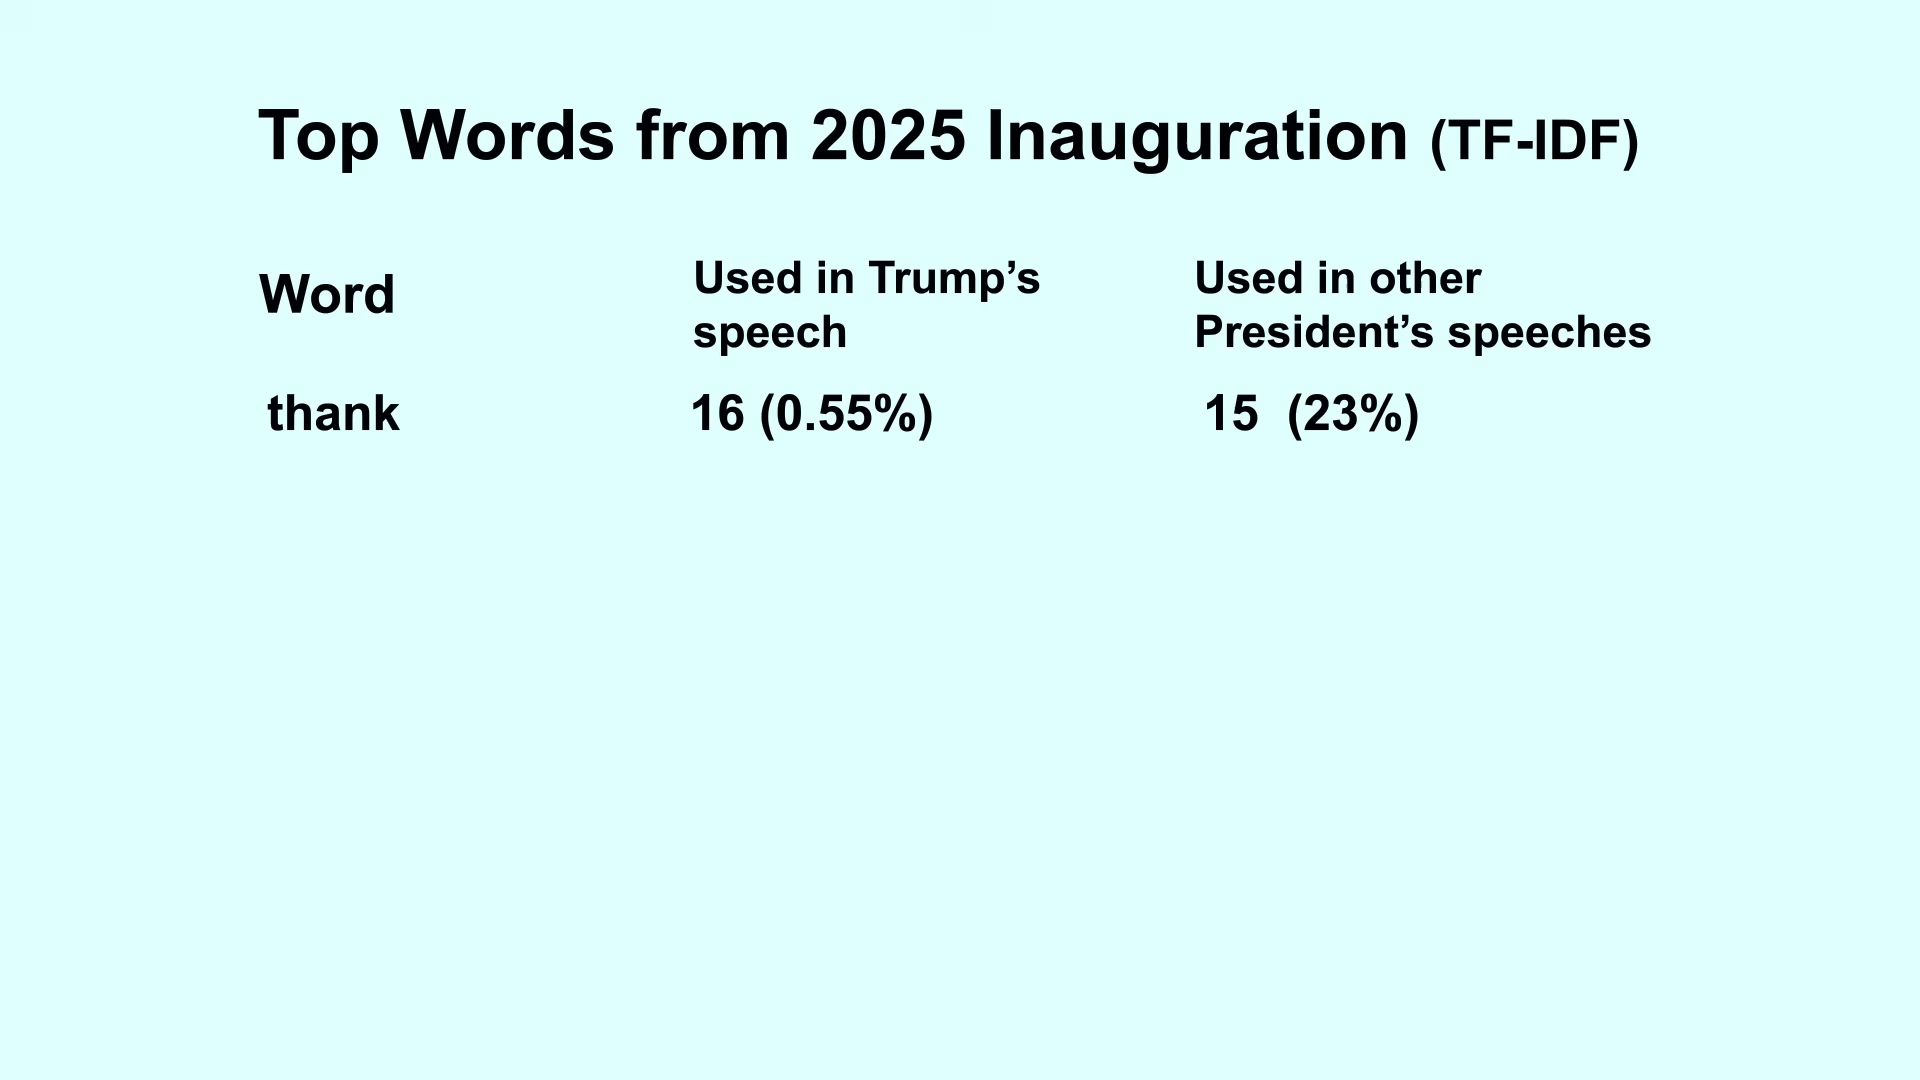 Top Words from 2025 Inauguration (TF-IDF)
Word
Used in Trump’s
speech
Used in other
President’s speeches
thank
16 (0.55%)
15  (23%)